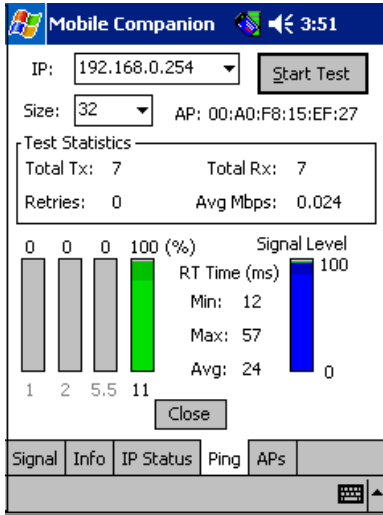 Mobile Companion 3:51
IP: 192.168.0.254 Start Test
Size: 32 AP: 00:A0:F8:15:EF:27
Test Statistics
Total Tx: 7 Total Rx: 7
Retries: 0 Avg Mbps: 0.024
0 0 0 100 (%) Signal Level
100
RT Time (ms)
Min: 12
Max: 57
Avg: 24 0
1 2 5.5 11
Close
Signal Info IP Status Ping APs